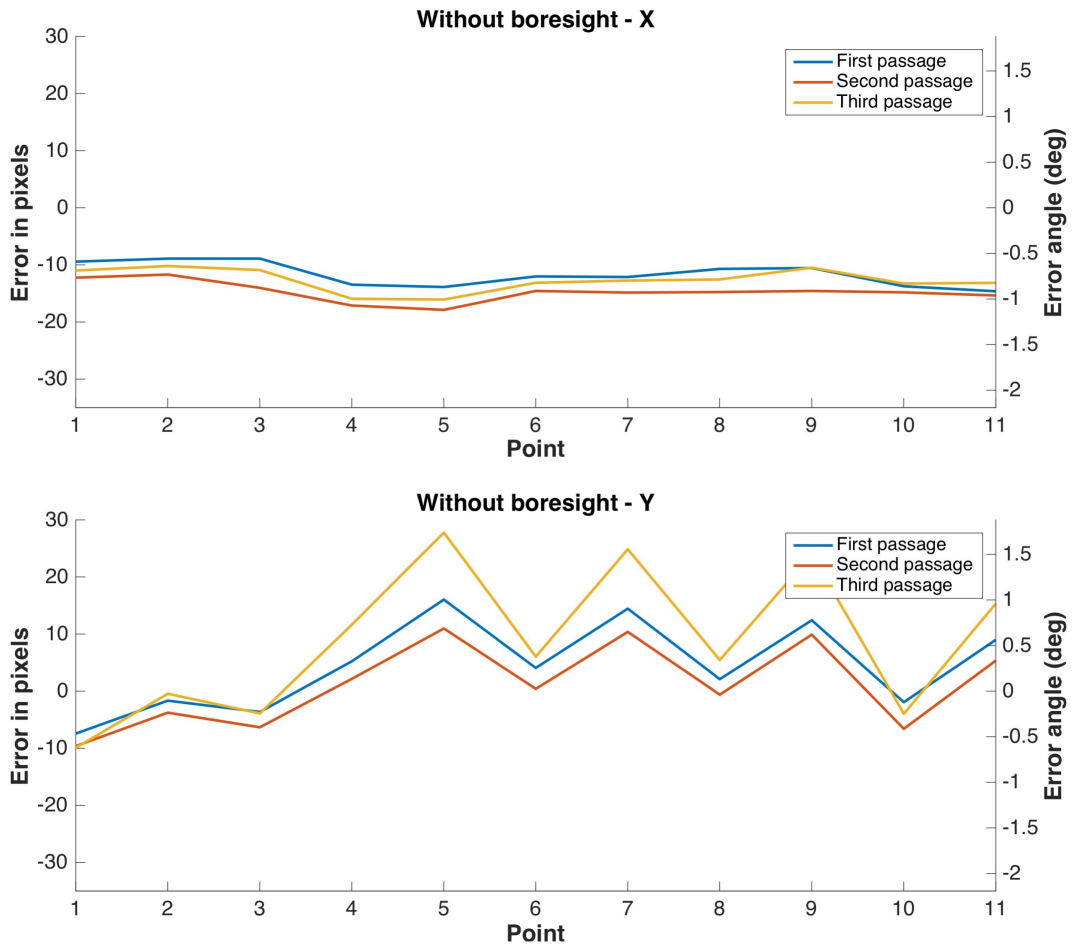 Without boresight - X
30
20
10
0
-10
-20
-30
Error in pixels
First passage
Second passage
Third passage
1.5
1
0.5
0
-0.5
-1
-1.5
-2
Error angle (deg)
1 2 3 4 5 6 7 8 9 10 11
Point
Without boresight - Y
30
20
10
0
-10
-20
-30
Error in pixels
First passage
Second passage
Third passage
1.5
1
0.5
0
-0.5
-1
-1.5
-2
Error angle (deg)
1 2 3 4 5 6 7 8 9 10 11
Point